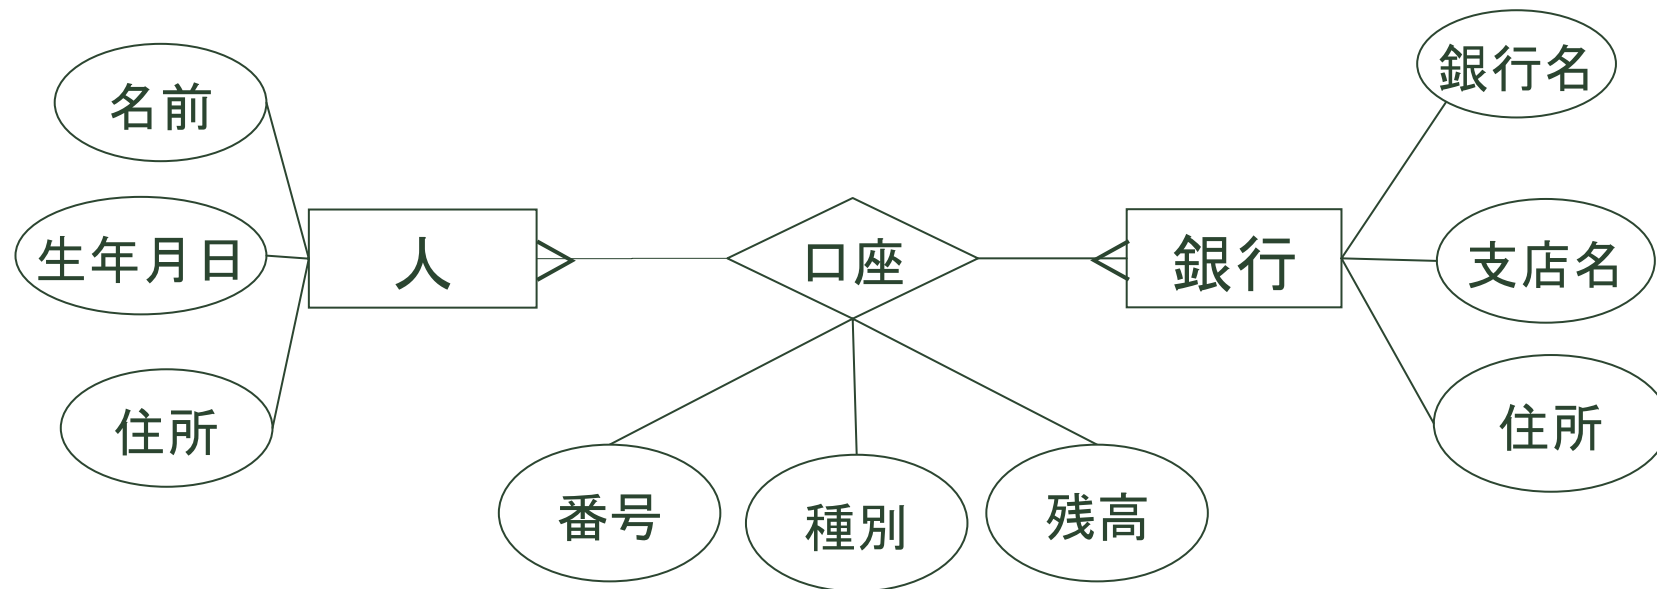 名前
生年月日
住所
人
口座
番号
種別
残高
銀行
銀行名
支店名
住所